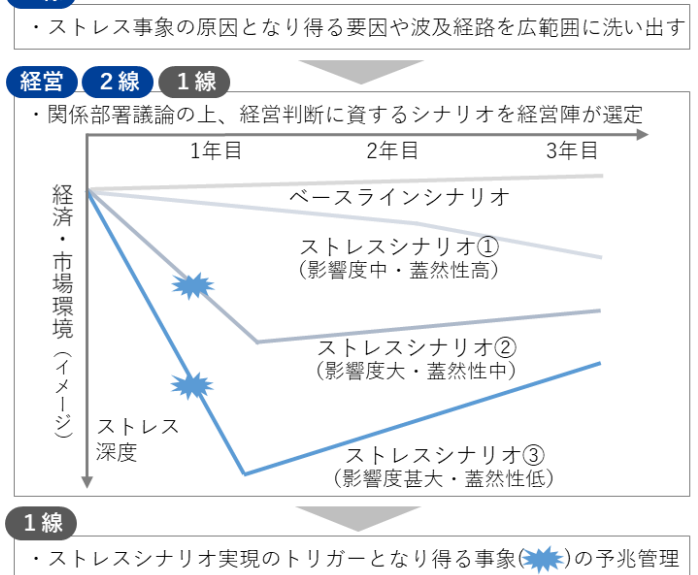 ・ストレス事象の原因となり得る要因や波及経路を広範囲に洗い出す
経営 2線 1線
・関係部署議論の上、経営判断に資するシナリオを経営陣が選定
1年目 2年目 3年目
経済・市場環境（イメージ）
ベースラインシナリオ
ストレスシナリオ①
(影響度中・蓋然性高)
ストレスシナリオ②
(影響度大・蓋然性中)
ストレス
深度
ストレスシナリオ③
(影響度甚大・蓋然性低)
1線
・ストレスシナリオ実現のトリガーとなり得る事象( )の予兆管理